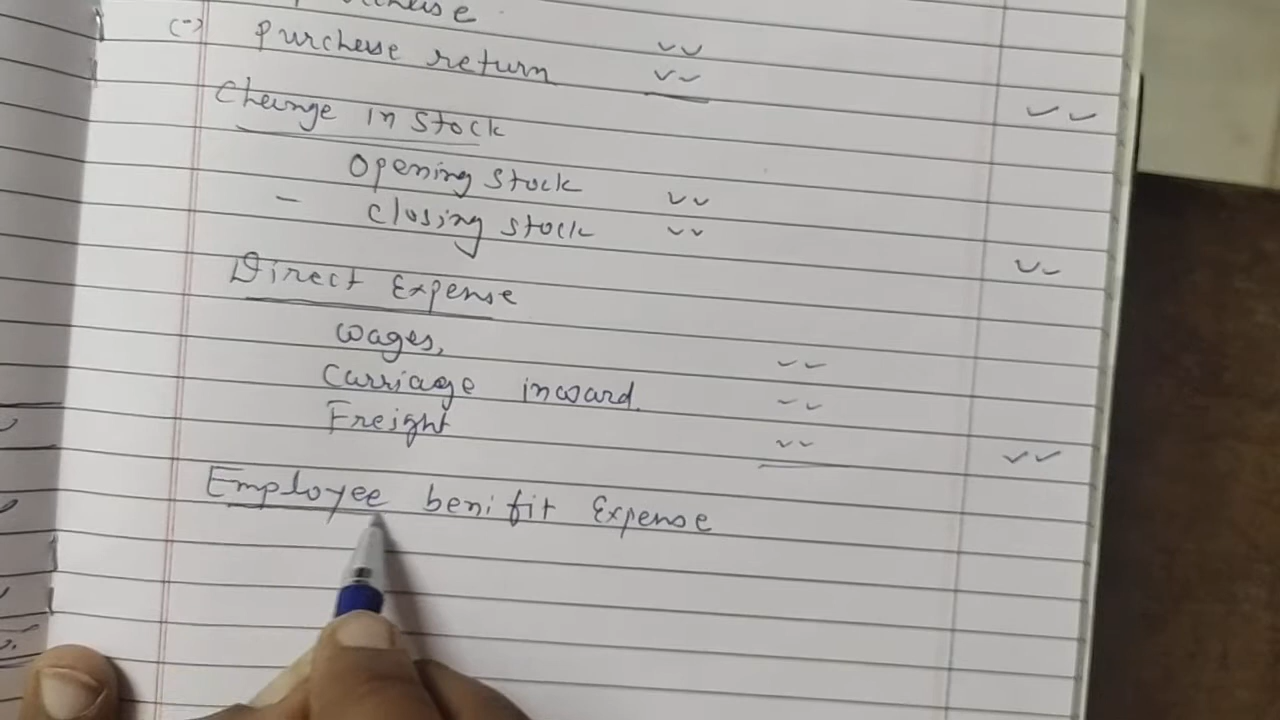 (-) Purchase return
Change in stock
Opening stock
- closing stock
Direct Expense
wages,
Carriage inward.
Freight
Employee benifit Expense